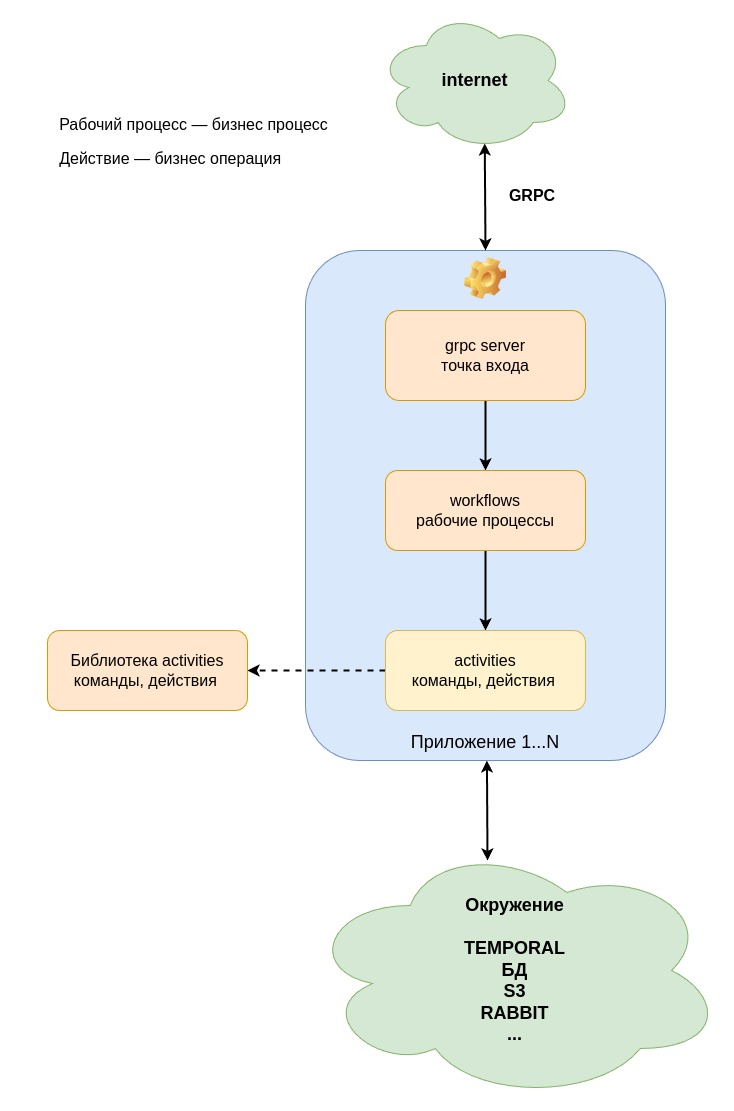 internet
Рабочий процесс — бизнес процесс
Действие — бизнес операция
GRPC
grpc server
точка входа
workflows
рабочие процессы
Библиотека activities
команды, действия
activities
команды, действия
Приложение 1...N
Окружение
TEMPORAL
БД
S3
RABBIT
...